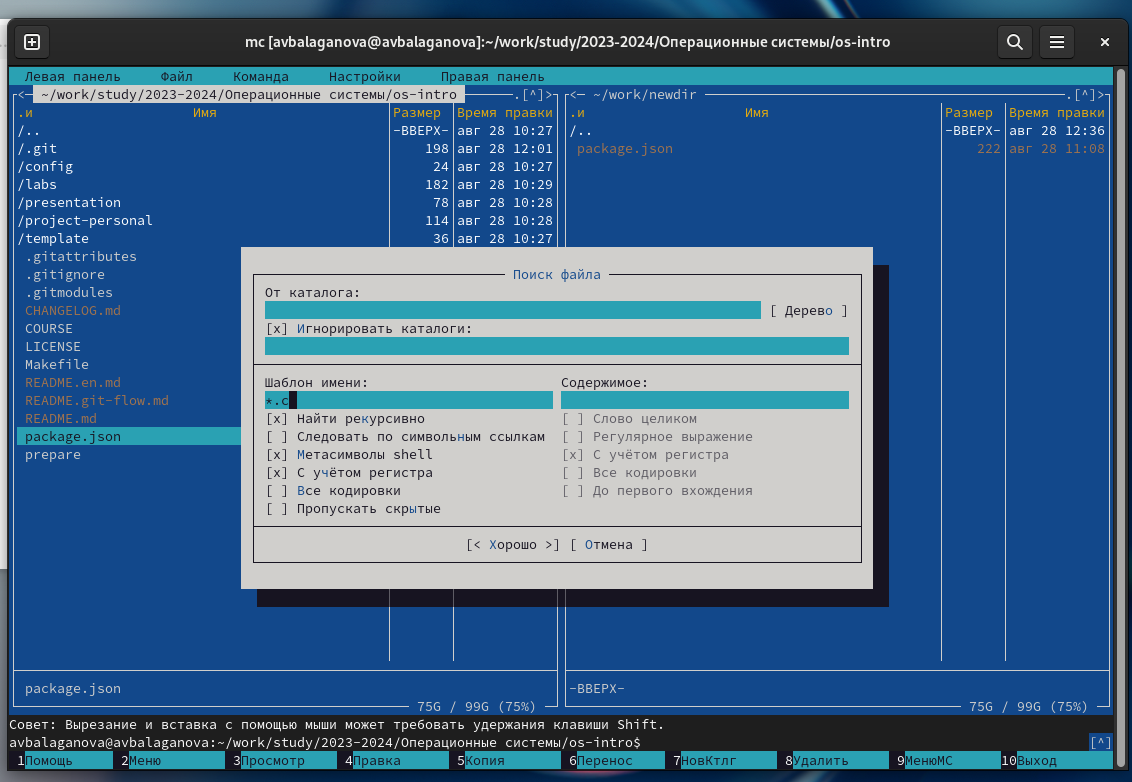 mc [avbalaganova@avbalaganova]:~/work/study/2023-2024/Операционные системы/os-intro
Левая панель Файл Команда Настройки Правая панель
<— ~/work/study/2023-2024/Операционные системы/os-intro .[^]> <— ~/work/newdir .[^]>
.и Имя Размер Время правки .и Имя Размер Время правки
/.. -ВВЕРХ- авг 28 10:27 /.. -ВВЕРХ- авг 28 12:36
/.git 198 авг 28 12:01 package.json 222 авг 28 11:08
/config 24 авг 28 10:27
/labs 182 авг 28 10:29
/presentation 78 авг 28 10:28
/project-personal 114 авг 28 10:28
/template 36 авг 28 10:27
.gitattributes
.gitignore
.gitmodules
CHANGELOG.md
COURSE
LICENSE
Makefile
README.en.md
README.git-flow.md
README.md
package.json
prepare
Поиск файла
От каталога:
[ Дерево ]
[x] Игнорировать каталоги:
Шаблон имени: Содержимое:
*.c
[x] Найти рекурсивно [ ] Слово целиком
[ ] Следовать по символьным ссылкам [ ] Регулярное выражение
[x] Метасимволы shell [x] С учётом регистра
[x] С учётом регистра [ ] Все кодировки
[ ] Все кодировки [ ] До первого вхождения
[ ] Пропускать скрытые
[< Хорошо >] [ Отмена ]
package.json -ВВЕРХ-
75G / 99G (75%) 75G / 99G (75%)
Совет: Вырезание и вставка с помощью мыши может требовать удержания клавиши Shift.
avbalaganova@avbalaganova:~/work/study/2023-2024/Операционные системы/os-intro$ [^]
1Помощь 2Меню 3Просмотр 4Правка 5Копия 6Перенос 7НовКтлг 8Удалить 9МенюМС 10Выход